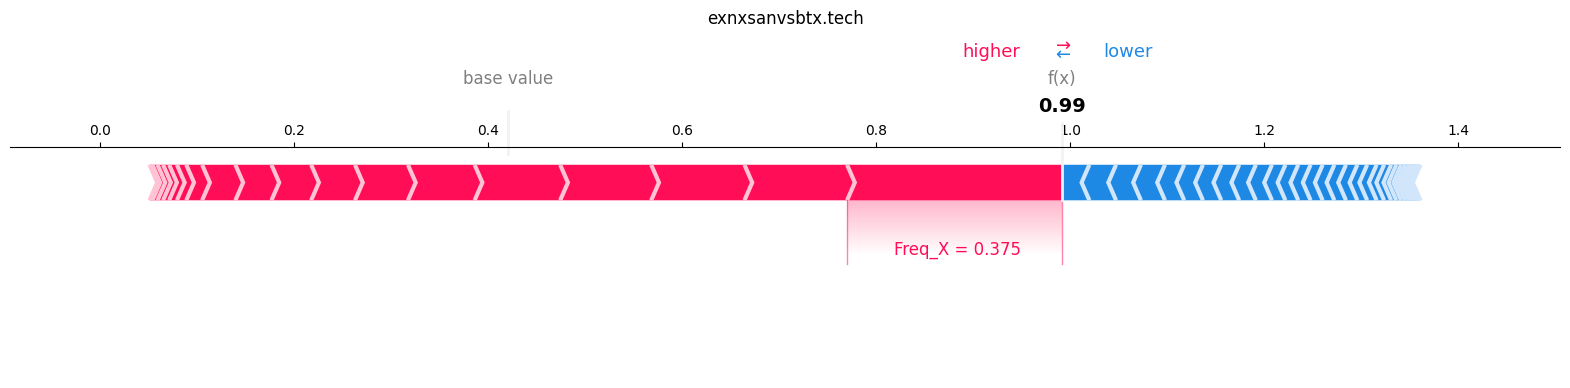 exnxsanvsbtx.tech
higher → lower
←
base value f(x)
0.99
0.0 0.2 0.4 0.6 0.8 1.0 1.2 1.4
Freq_X = 0.375